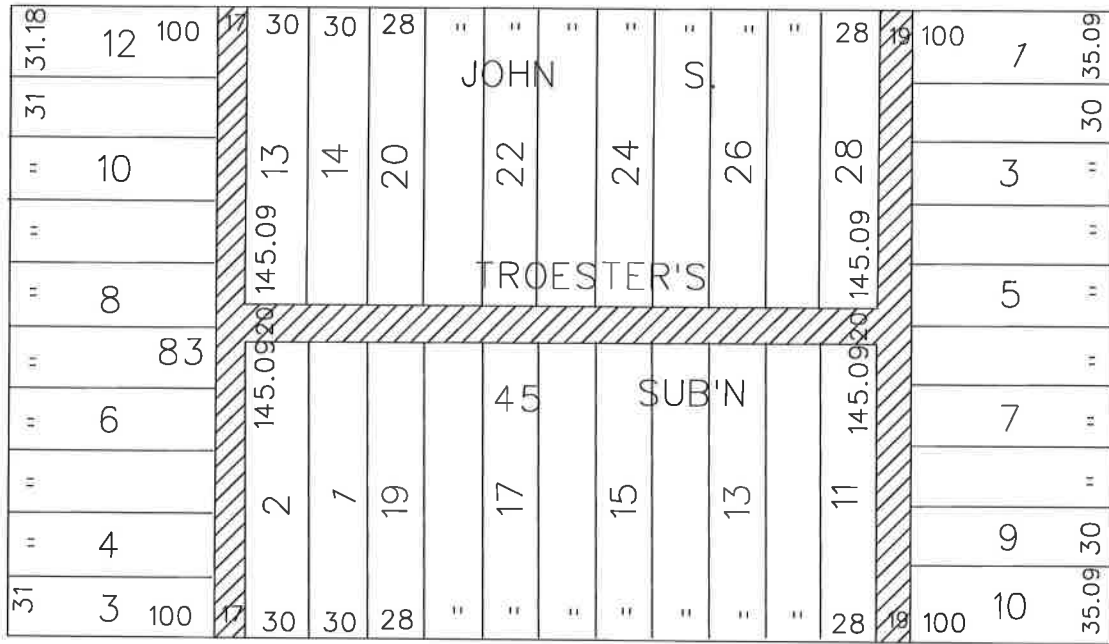 31.18 12 100 17 30 30 28 " " " " " " " 28 19 100 1 35.09
JOHN S.
31 30
" 10 13 14 20 22 24 26 28 3 "
" "
145.09 145.09
TROESTER'S
" 8 5 "
20 20
" 83 "
145.09 145.09
45 SUB'N
" 6 7 "
" "
2 1 19 17 15 13 11
" 4 9 30
31 3 100 17 30 30 28 " " " " " " " 28 19 100 10 35.09